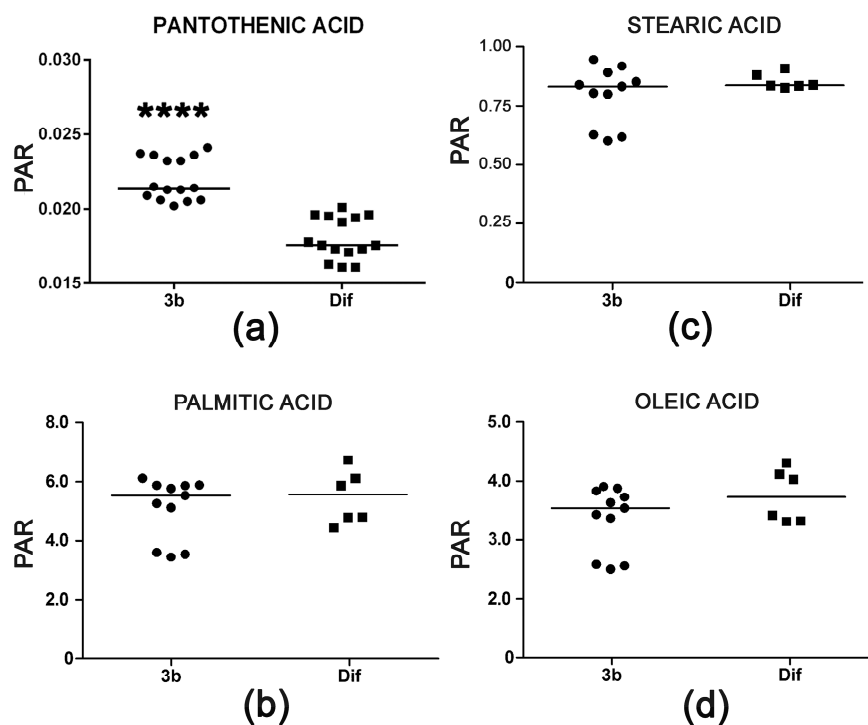 PANTOTHENIC ACID
PAR
0.030
0.025
0.020
0.015
****
3b
Dif
(a)
STEARIC ACID
PAR
1.00
0.75
0.50
0.25
0
3b
Dif
(c)
PALMITIC ACID
PAR
8.0
6.0
4.0
2.0
0
3b
Dif
(b)
OLEIC ACID
PAR
5.0
4.0
3.0
2.0
0
3b
Dif
(d)